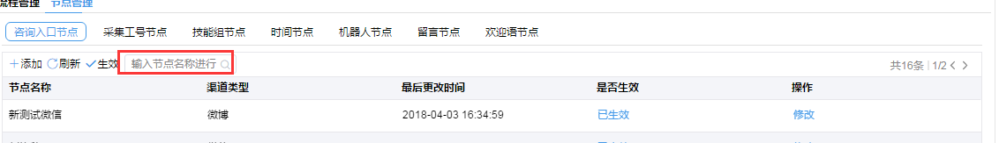 流程管理 节点管理
咨询入口节点 采集工号节点 技能组节点 时间节点 机器人节点 留言节点 欢迎语节点
添加 刷新 生效 输入节点名称进行 共16条 | 1/2
节点名称 渠道类型 最后更改时间 是否生效 操作
新测试微信 微博 2018-04-03 16:34:59 已生效 修改